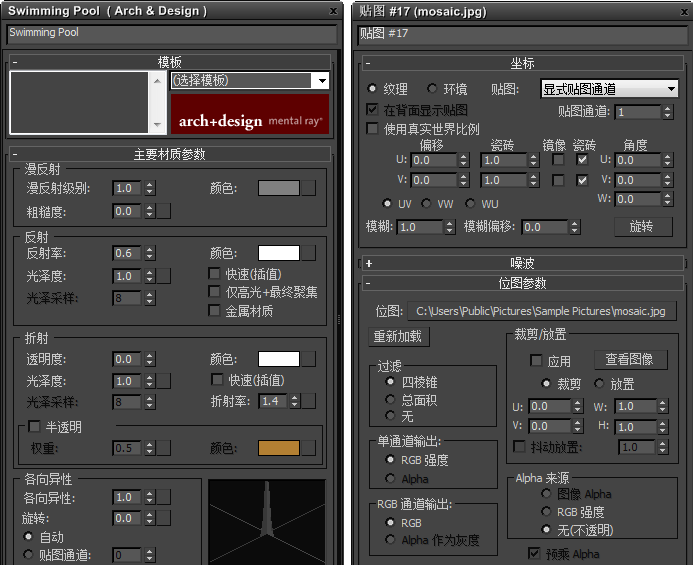 Swimming Pool ( Arch & Design )
Swimming Pool
模板
(选择模板)
arch+design mental ray®
主要材质参数
漫反射
漫反射级别: 1.0 颜色:
粗糙度: 0.0
反射
反射率: 0.6 颜色:
光泽度: 1.0 快速(插值)
光泽采样: 8 仅高光+最终聚集
金属材质
折射
透明度: 0.0 颜色:
光泽度: 1.0 快速(插值)
光泽采样: 8 折射率: 1.4
半透明
权重: 0.5 颜色:
各向异性
各向异性: 1.0
旋转: 0.0
自动
贴图通道: 0
贴图 #17 (mosaic.jpg)
贴图 #17
坐标
纹理 环境 贴图: 显式贴图通道
在背面显示贴图 贴图通道: 1
使用真实世界比例
偏移 瓷砖 镜像 瓷砖 角度
U: 0.0 1.0 U: 0.0
V: 0.0 1.0 V: 0.0
W: 0.0
UV VW WU
模糊: 1.0 模糊偏移: 0.0 旋转
噪波
位图参数
位图: C:\Users\Public\Pictures\Sample Pictures\mosaic.jpg
重新加载
过滤
四棱锥
总面积
无
单通道输出:
RGB 强度
Alpha
RGB 通道输出:
RGB
Alpha 作为灰度
裁剪/放置
应用 查看图像
裁剪 放置
U: 0.0 W: 1.0
V: 0.0 H: 1.0
抖动放置: 1.0
Alpha 来源
图像 Alpha
RGB 强度
无(不透明)
预乘 Alpha